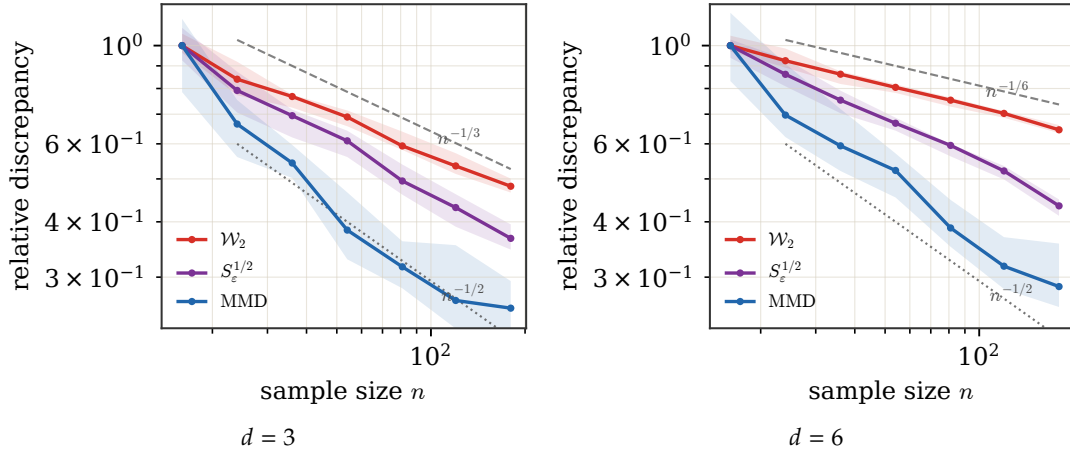 relative discrepancy
10⁰
6 × 10⁻¹
4 × 10⁻¹
3 × 10⁻¹
n⁻¹/³
n⁻¹/²
𝒲₂
S_ε^{1/2}
MMD
10²
sample size n
d = 3
relative discrepancy
10⁰
6 × 10⁻¹
4 × 10⁻¹
3 × 10⁻¹
n⁻¹/⁶
n⁻¹/²
𝒲₂
S_ε^{1/2}
MMD
10²
sample size n
d = 6